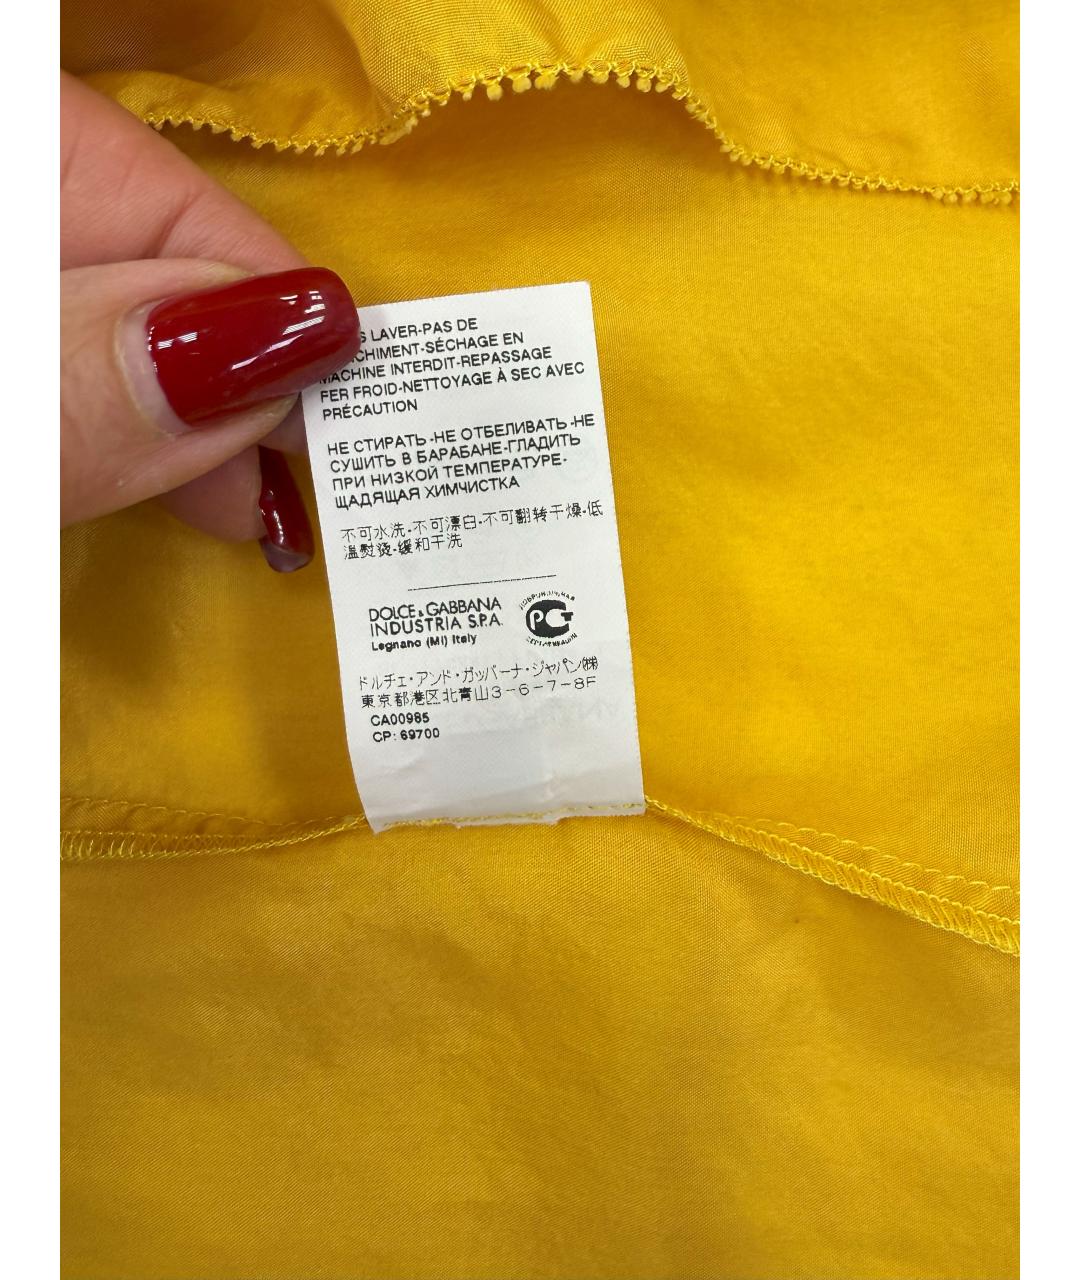 LAVER-PAS DE
MACHINE INTERDIT-REPASSAGE
FER FROID-NETTOYAGE À SEC AVEC
PRÉCAUTION
НЕ СТИРАТЬ-НЕ ОТБЕЛИВАТЬ-НЕ
СУШИТЬ В БАРАБАНЕ-ГЛАДИТЬ
ПРИ НИЗКОЙ ТЕМПЕРАТУРЕ-
ЩАДЯЩАЯ ХИМЧИСТКА
不可水洗-不可漂白-不可翻转干燥-低
温熨烫-缓和干洗
DOLCE & GABBANA
INDUSTRIA S.P.A.
Legnano (MI) Italy
РСТ
ドルチェ・アンド・ガッバーナ・ジャパン㈱
東京都港区北青山3-6-7-8F
CA00985
CP: 69700